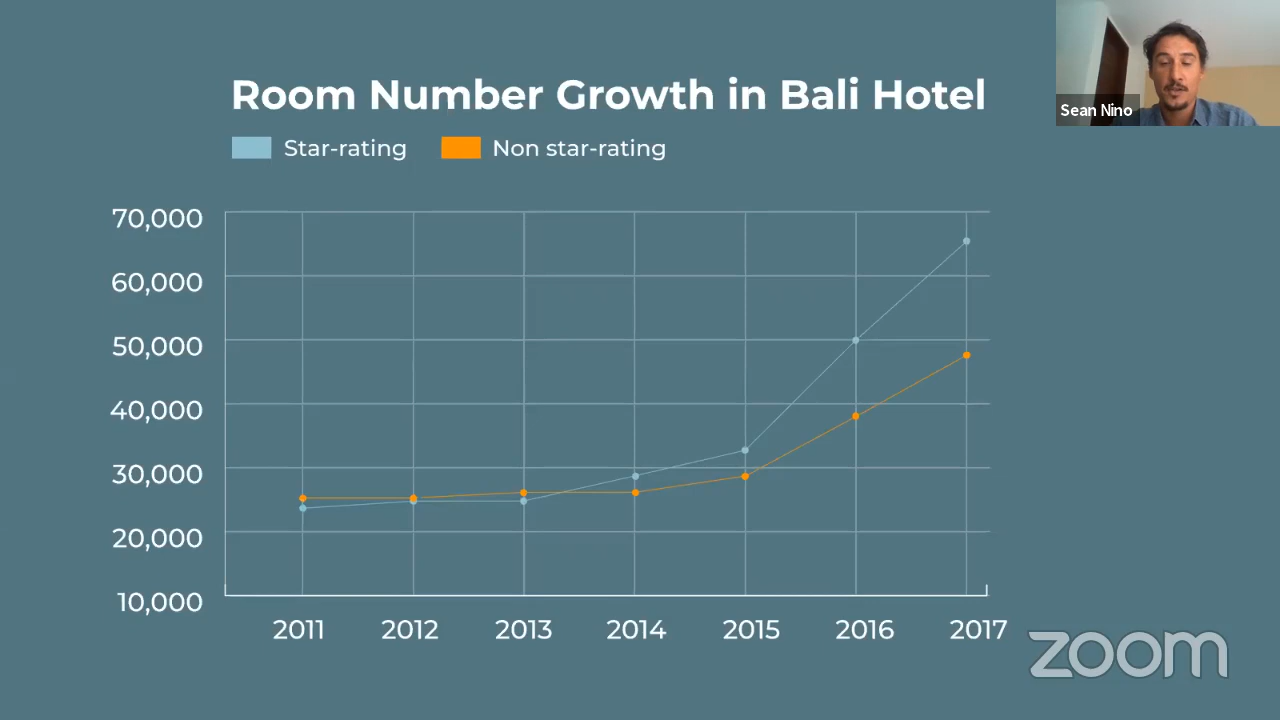 Room Number Growth in Bali Hotel
Star-rating Non star-rating
Sean Nino
70,000
60,000
50,000
40,000
30,000
20,000
10,000
2011 2012 2013 2014 2015 2016 2017
zoom